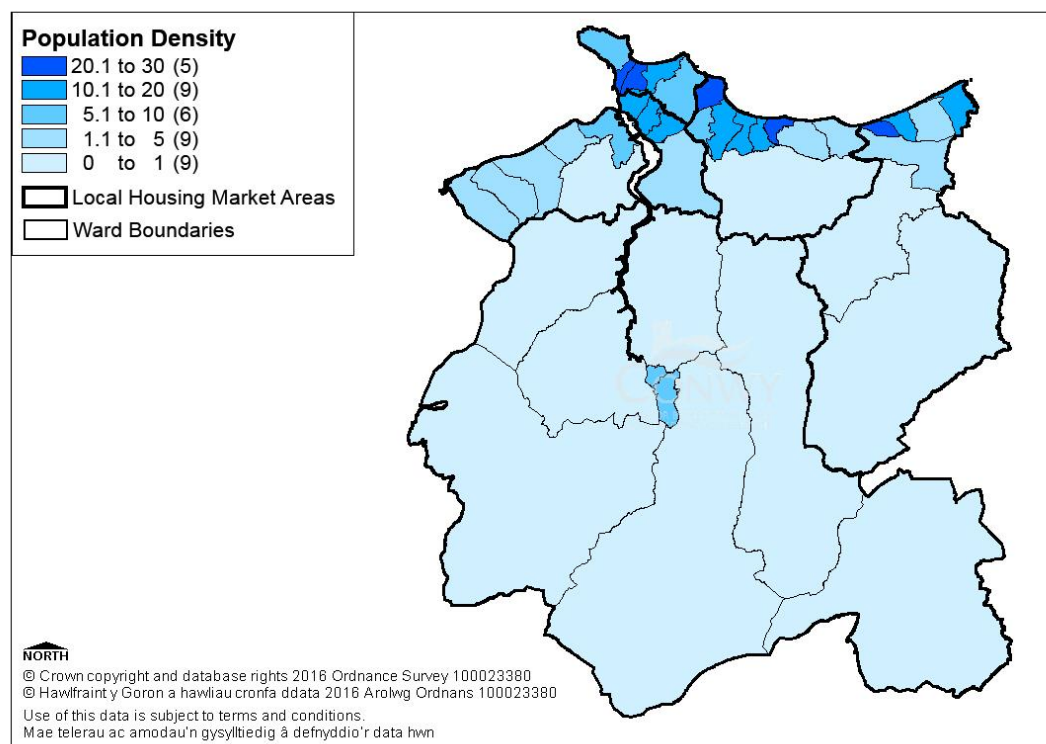 Population Density
20.1 to 30 (5)
10.1 to 20 (9)
5.1 to 10 (6)
1.1 to 5 (9)
0 to 1 (9)
Local Housing Market Areas
Ward Boundaries
CONWY
NORTH
© Crown copyright and database rights 2016 Ordnance Survey 100023380
© Hawlfraint y Goron a hawliau cronfa ddata 2016 Arolwg Ordnans 100023380
Use of this data is subject to terms and conditions.
Mae telerau ac amodau'n gysylltiedig â defnyddio'r data hwn